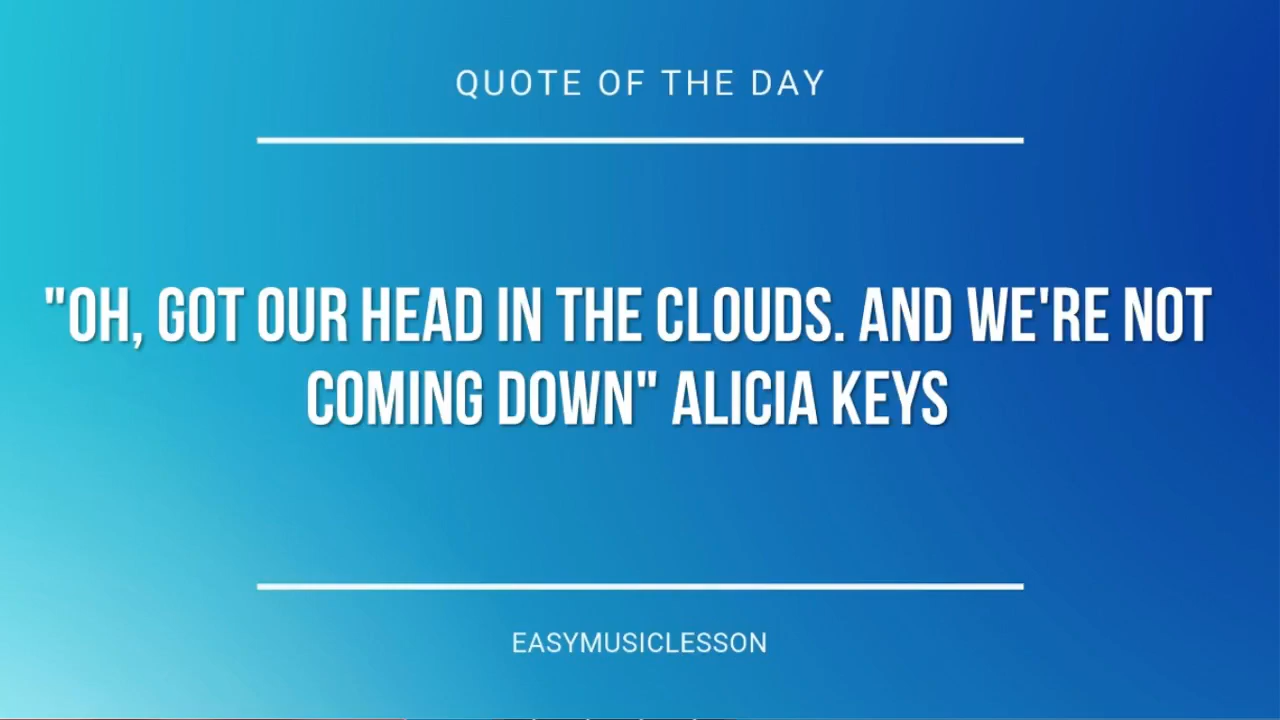 QUOTE OF THE DAY
"OH, GOT OUR HEAD IN THE CLOUDS. AND WE'RE NOT
COMING DOWN" ALICIA KEYS
EASYMUSICLESSON